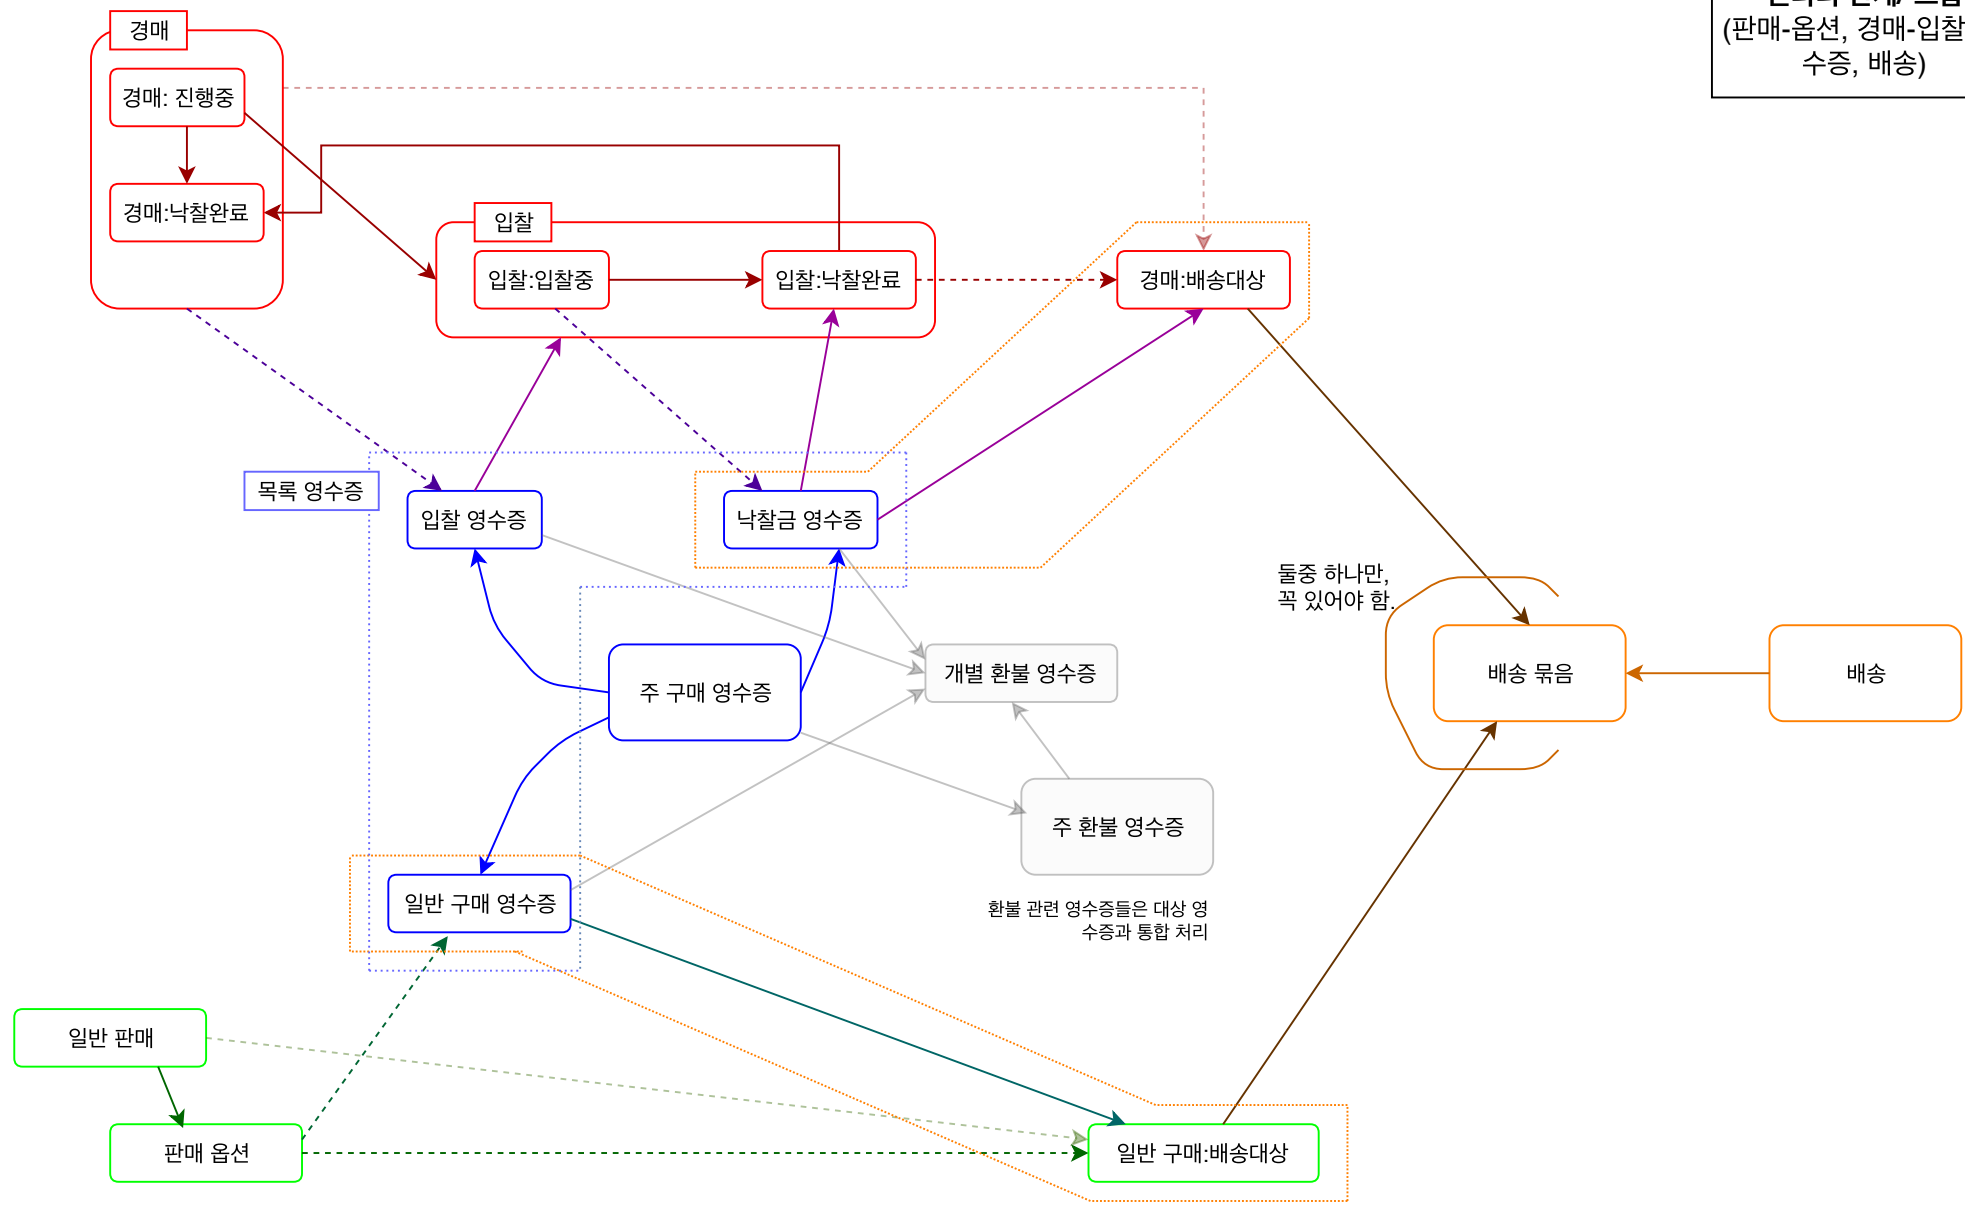 경매
(판매-옵션, 경매-입찰
수증, 배송)
경매: 진행중
경매:낙찰완료
입찰
입찰:입찰중
입찰:낙찰완료
경매:배송대상
목록 영수증
입찰 영수증
낙찰금 영수증
둘중 하나만,
꼭 있어야 함.
주 구매 영수증
개별 환불 영수증
배송 묶음
배송
주 환불 영수증
일반 구매 영수증
환불 관련 영수증들은 대상 영
수증과 통합 처리
일반 판매
판매 옵션
일반 구매:배송대상